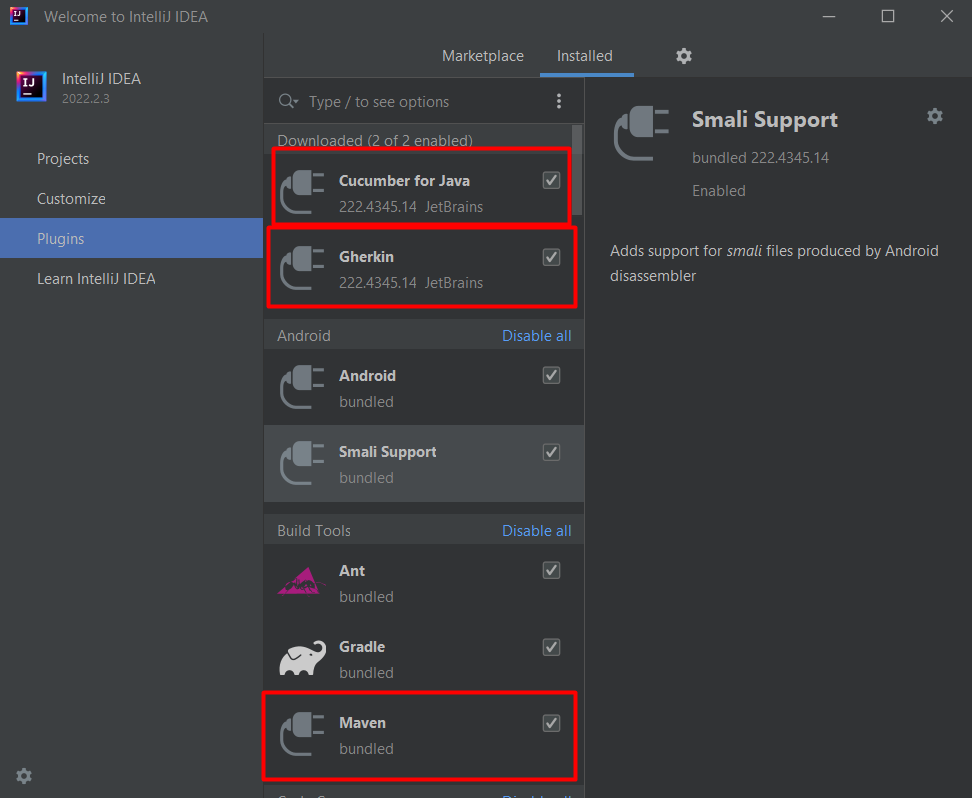 Welcome to IntelliJ IDEA
IntelliJ IDEA
2022.2.3
Projects
Customize
Plugins
Learn IntelliJ IDEA
Marketplace Installed
Type / to see options
Downloaded (2 of 2 enabled)
Cucumber for Java
222.4345.14 JetBrains
Gherkin
222.4345.14 JetBrains
Android Disable all
Android
bundled
Smali Support
bundled
Build Tools Disable all
Ant
bundled
Gradle
bundled
Maven
bundled
Smali Support
bundled 222.4345.14
Enabled
Adds support for smali files produced by Android
disassembler